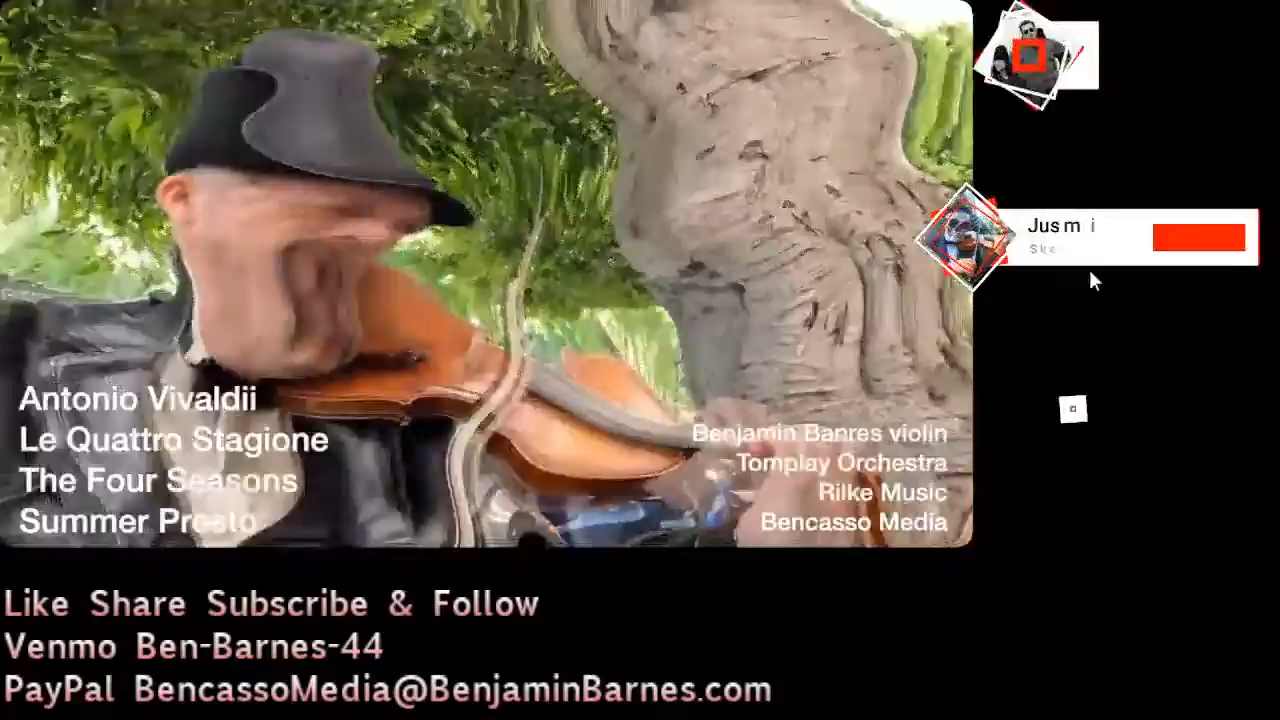 Antonio Vivaldii
Le Quattro Stagione
The Four Seasons
Summer Presto
Benjamin Banres violin
Tomplay Orchestra
Rilke Music
Bencasso Media
Like Share Subscribe & Follow
Venmo Ben-Barnes-44
PayPal BencassoMedia@BenjaminBarnes.com